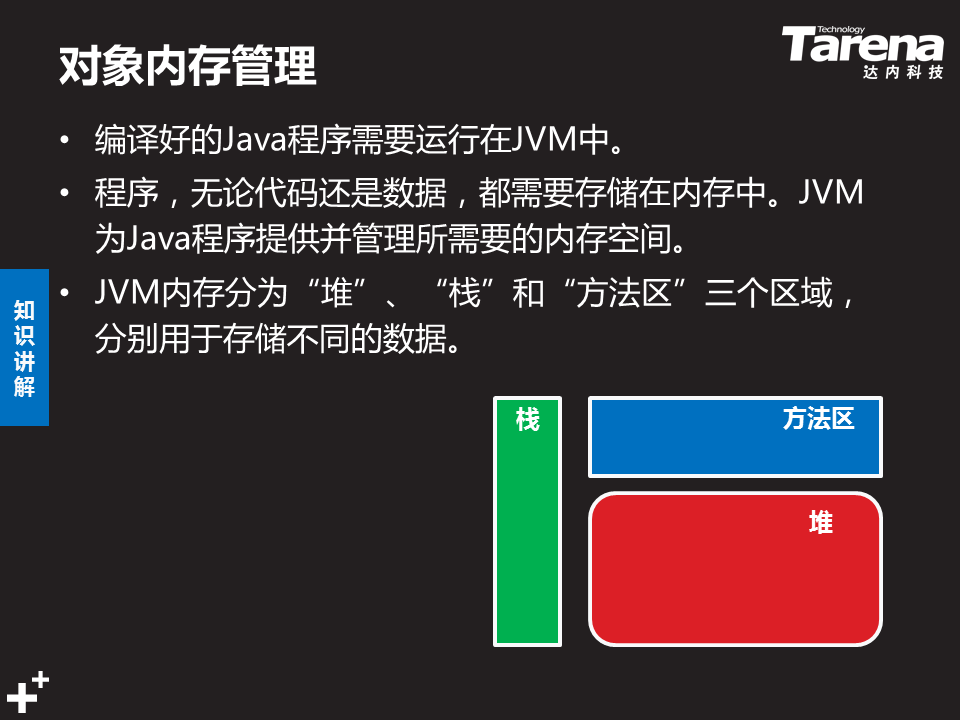 对象内存管理
Technology
Tarena
达内科技
• 编译好的Java程序需要运行在JVM中。
• 程序，无论代码还是数据，都需要存储在内存中。JVM
为Java程序提供并管理所需要的内存空间。
• JVM内存分为“堆”、“栈”和“方法区”三个区域，
分别用于存储不同的数据。
知
识
讲
解
栈
方法区
堆